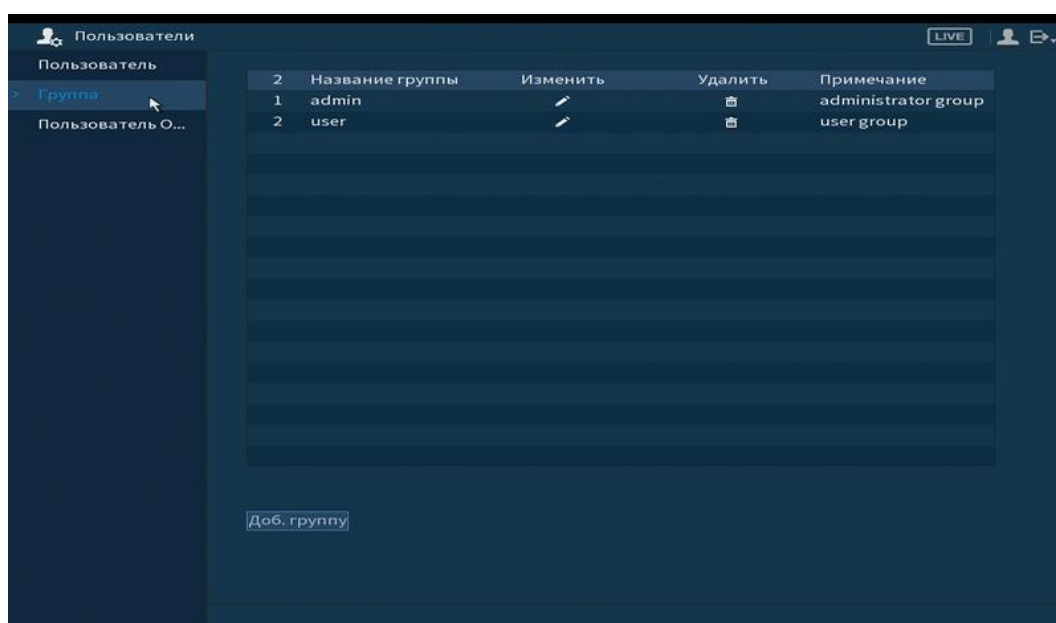 Пользователи
LIVE
Пользователь
Группа
Пользователь О...
2 Название группы Изменить Удалить Примечание
1 admin administrator group
2 user user group
Доб. группу